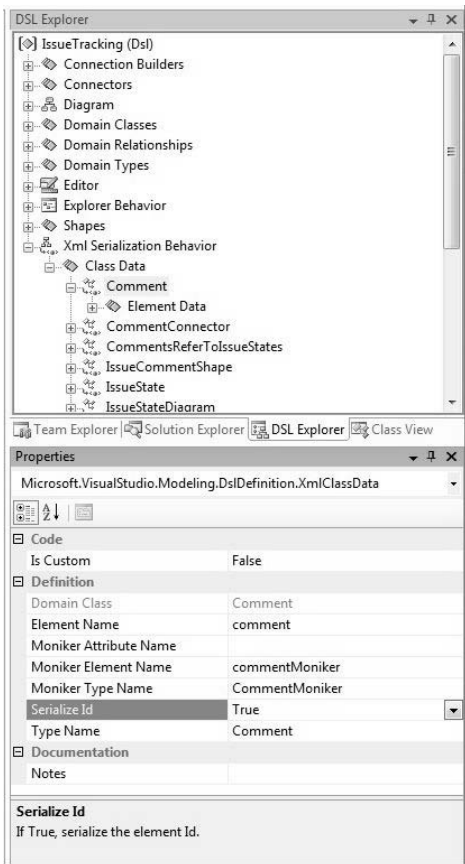 DSL Explorer
IssueTracking (Dsl)
Connection Builders
Connectors
Diagram
Domain Classes
Domain Relationships
Domain Types
Editor
Explorer Behavior
Shapes
Xml Serialization Behavior
Class Data
Comment
Element Data
CommentConnector
CommentsReferToIssueStates
IssueCommentShape
IssueState
IssueStateDiagram
Team Explorer Solution Explorer DSL Explorer Class View
Properties
Microsoft.VisualStudio.Modeling.DslDefinition.XmlClassData
Code
Is Custom False
Definition
Domain Class Comment
Element Name comment
Moniker Attribute Name
Moniker Element Name commentMoniker
Moniker Type Name CommentMoniker
Serialize Id True
Type Name Comment
Documentation
Notes
Serialize Id
If True, serialize the element Id.